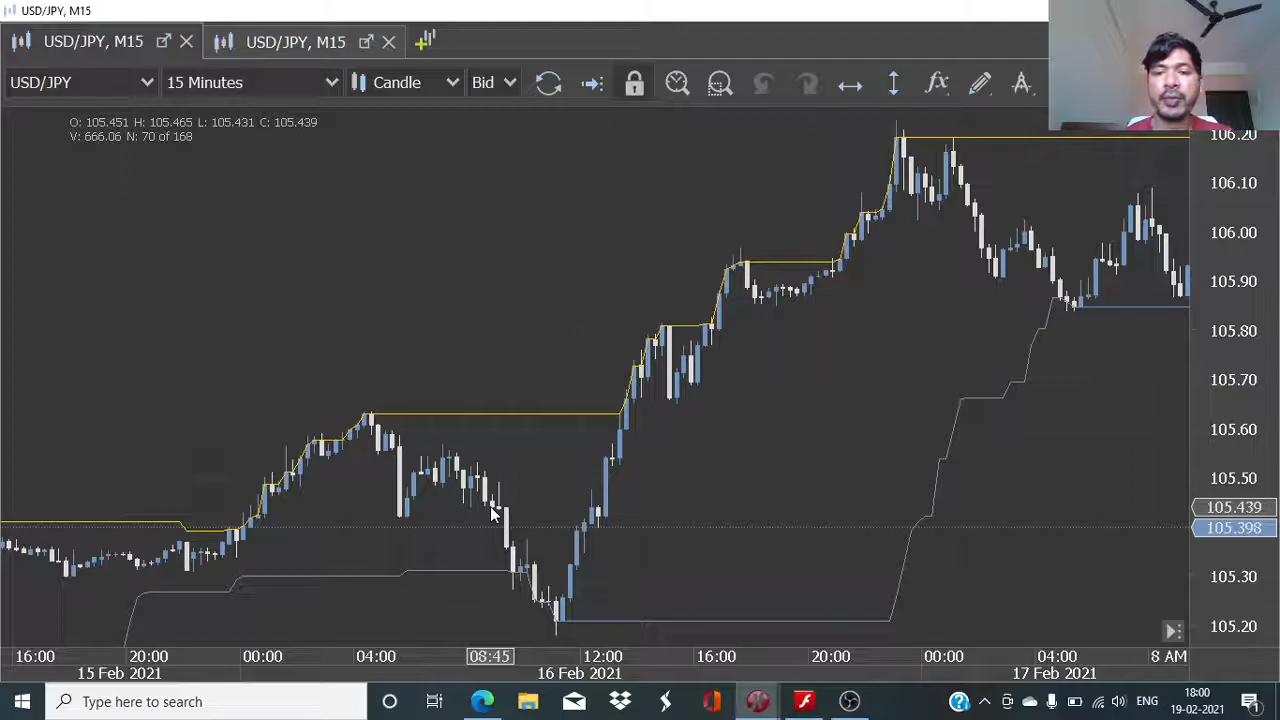 USD/JPY, M15
USD/JPY, M15
USD/JPY, M15
USD/JPY
15 Minutes
Candle
Bid
fx
O: 105.451 H: 105.465 L: 105.431 C: 105.439
V: 666.06 N: 70 of 168
106.20
106.10
106.00
105.90
105.80
105.70
105.60
105.50
105.439
105.398
105.30
105.20
16:00
20:00
00:00
04:00
08:45
12:00
16:00
20:00
00:00
04:00
8 AM
15 Feb 2021
16 Feb 2021
17 Feb 2021
Type here to search
ENG
18:00
19-02-2021
1